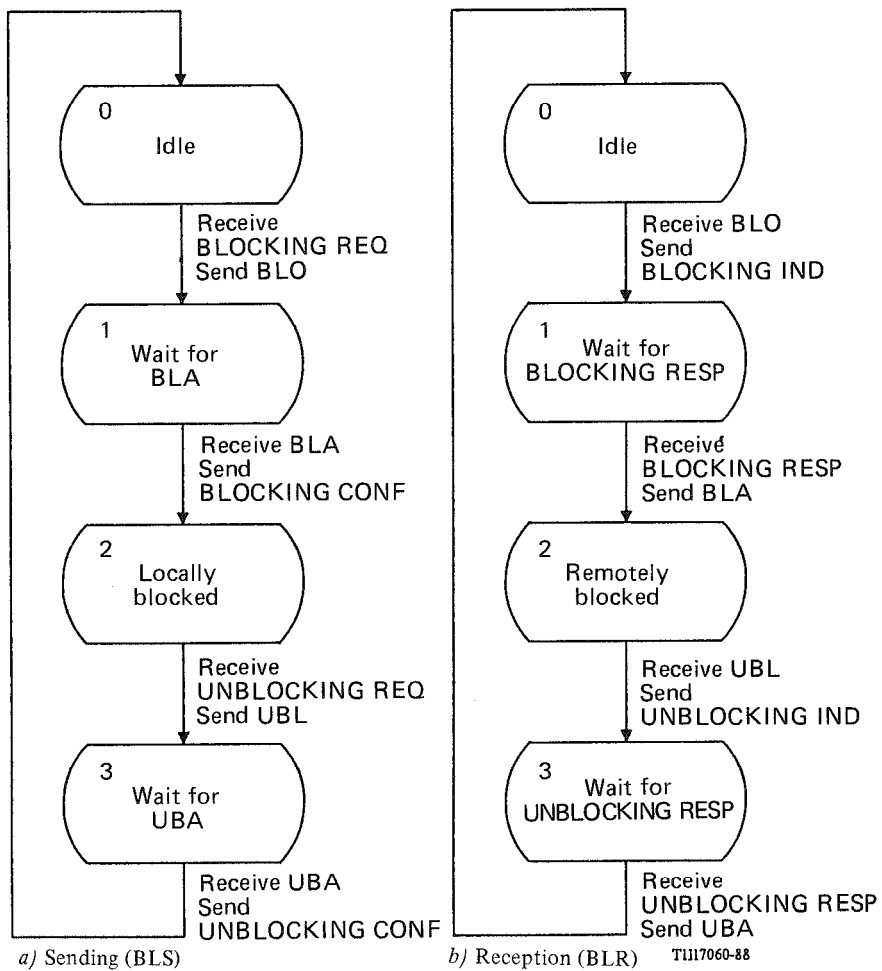 0
Idle
Receive
BLOCKING REQ
Send BLO
1
Wait for
BLA
Receive BLA
Send
BLOCKING CONF
2
Locally
blocked
Receive
UNBLOCKING REQ
Send UBL
3
Wait for
UBA
Receive UBA
Send
UNBLOCKING CONF
a) Sending (BLS)
0
Idle
Receive BLO
Send
BLOCKING IND
1
Wait for
BLOCKING RESP
Receive
BLOCKING RESP
Send BLA
2
Remotely
blocked
Receive UBL
Send
UNBLOCKING IND
3
Wait for
UNBLOCKING RESP
Receive
UNBLOCKING RESP
Send UBA
b) Reception (BLR)
T1117060-88